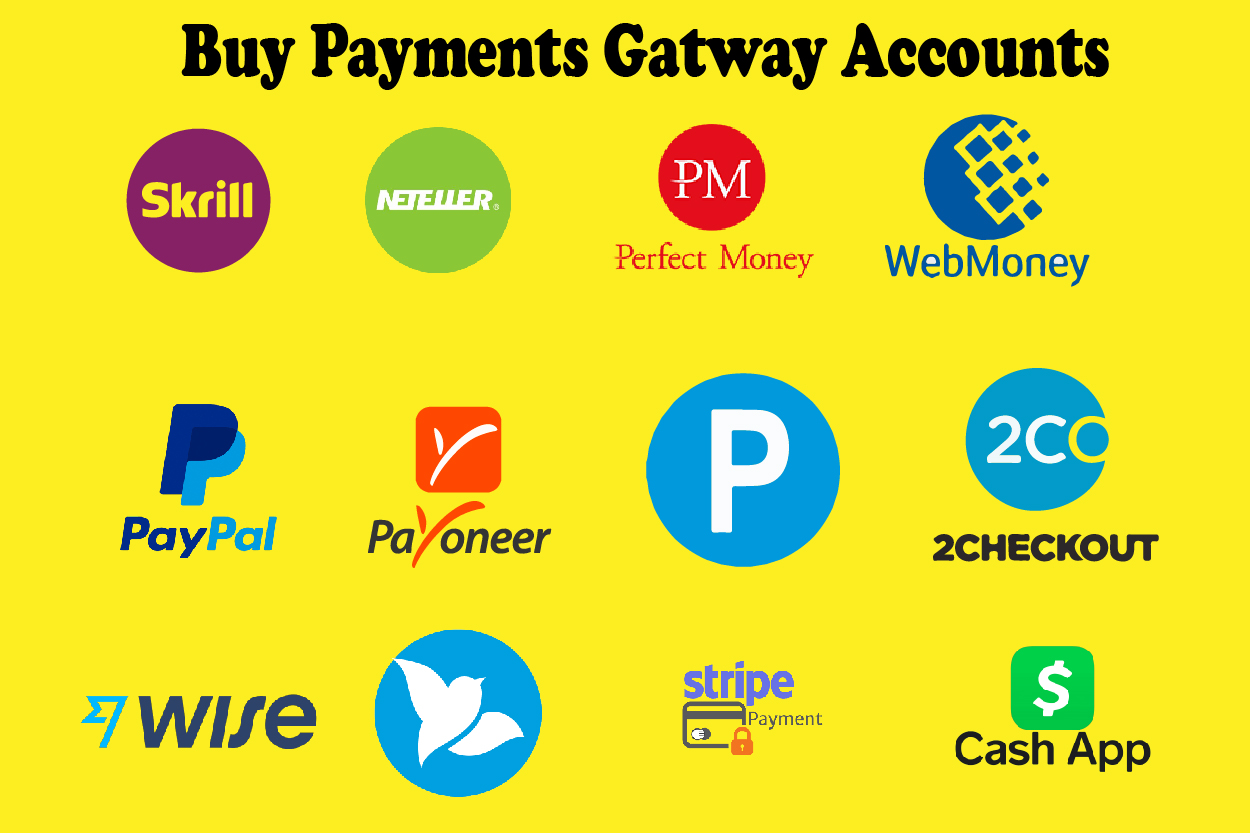 Buy Payments Gatway Accounts
Skrill
NETELLER®
PM
Perfect Money
WebMoney
PayPal
Payoneer
P
2CO
2CHECKOUT
WISE
stripe
Payment
$
Cash App